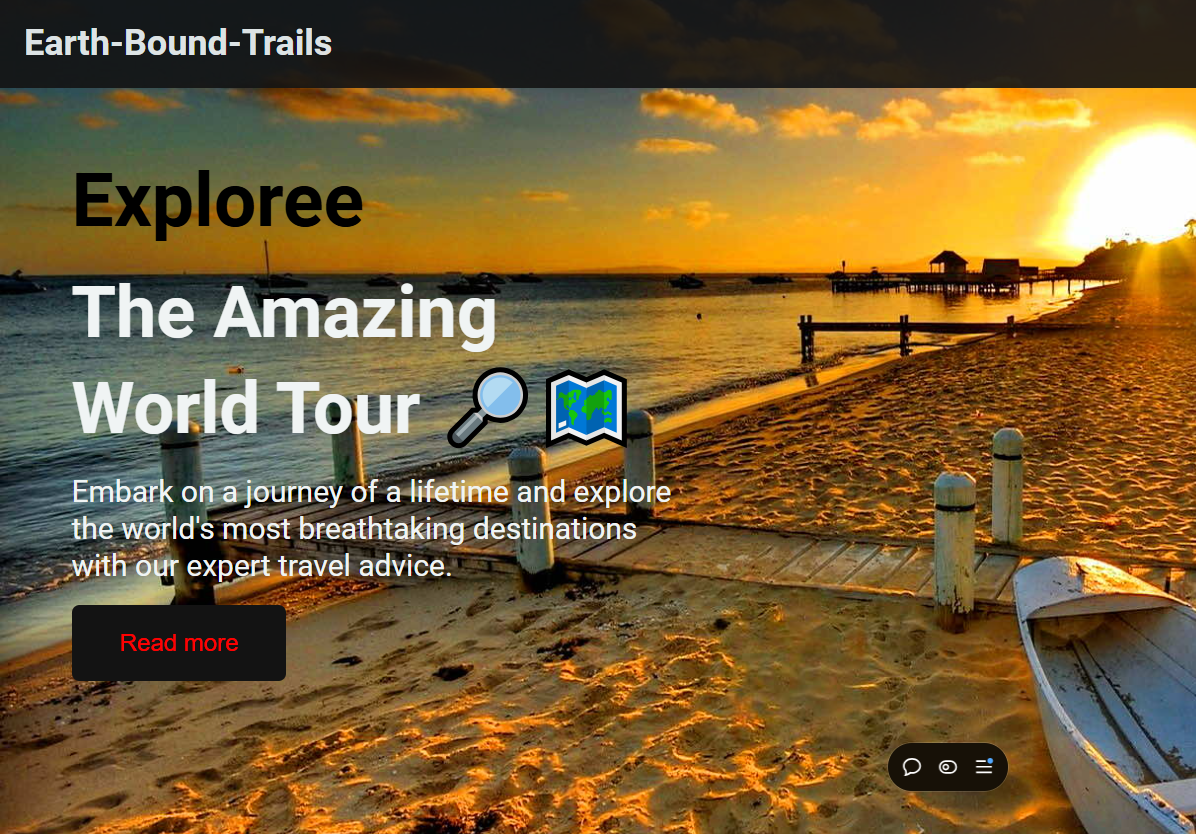 Earth-Bound-Trails
Exploree
The Amazing
World Tour
Embark on a journey of a lifetime and explore
the world's most breathtaking destinations
with our expert travel advice.
Read more